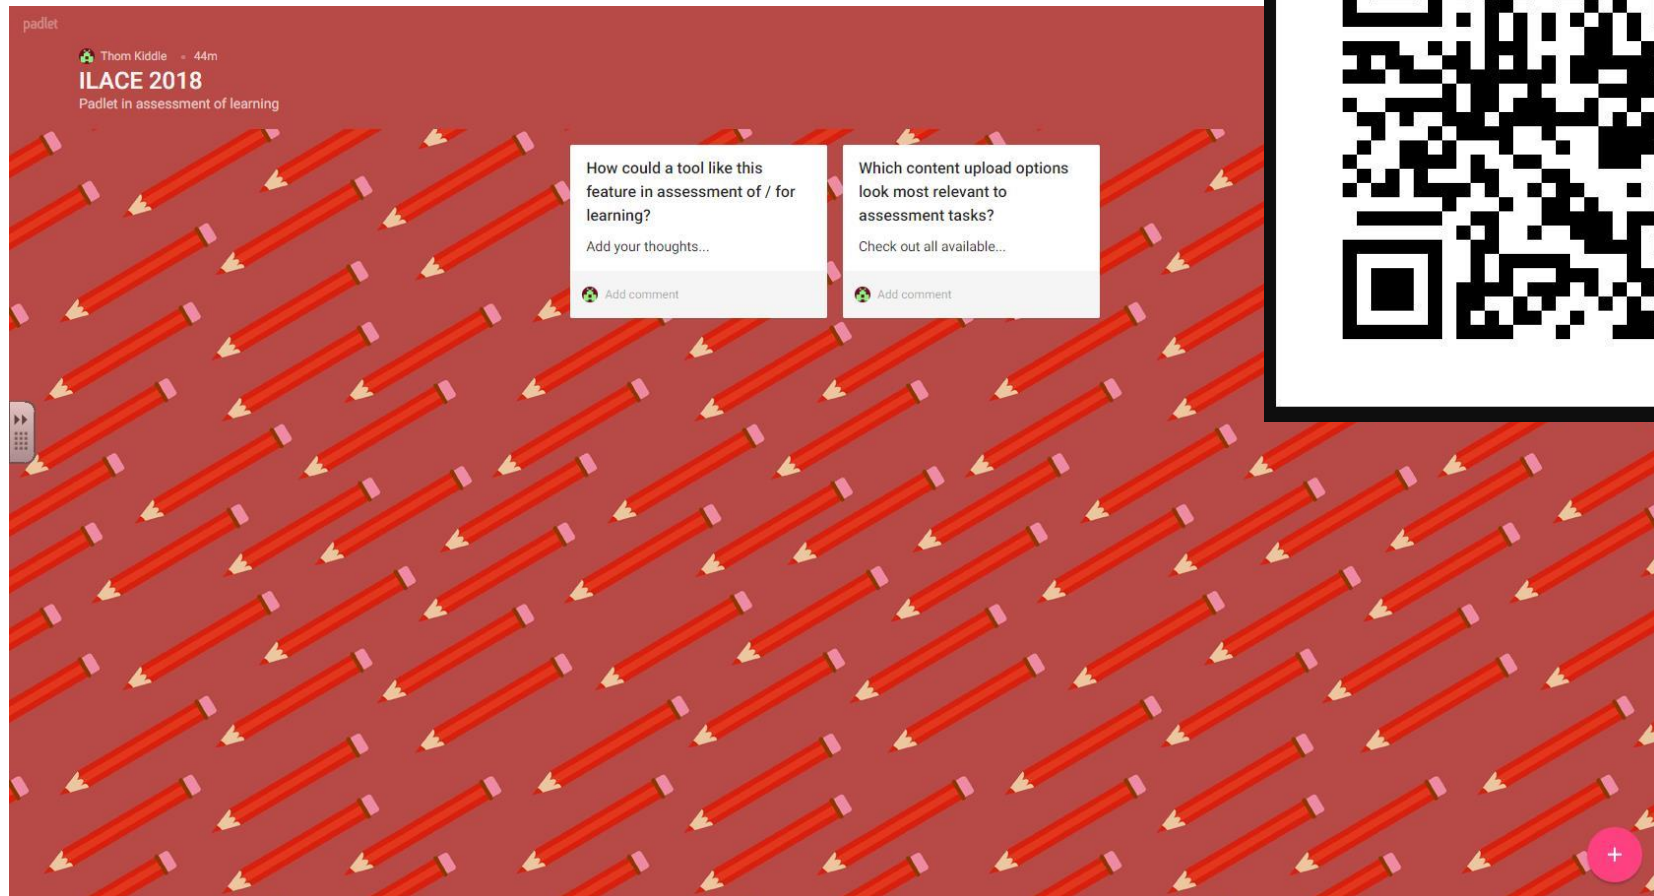 padlet
Thom Kiddle • 44m
ILACE 2018
Padlet in assessment of learning
How could a tool like this
feature in assessment of / for
learning?
Add your thoughts...
Add comment
Which content upload options
look most relevant to
assessment tasks?
Check out all available...
Add comment